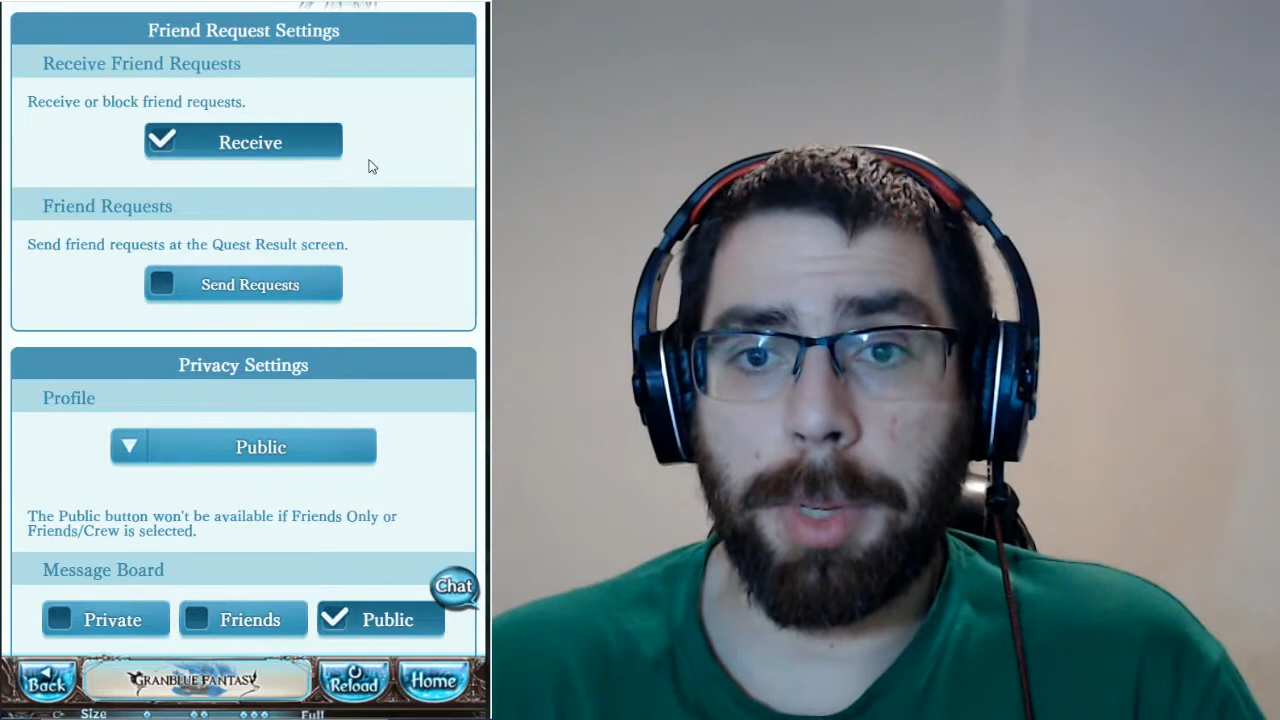 Friend Request Settings
Receive Friend Requests
Receive or block friend requests.
Receive
Friend Requests
Send friend requests at the Quest Result screen.
Send Requests
Privacy Settings
Profile
Public
The Public button won't be available if Friends Only or
Friends/Crew is selected.
Message Board
Chat
Private Friends Public
Back GRANBLUE FANTASY Reload Home
Size Full